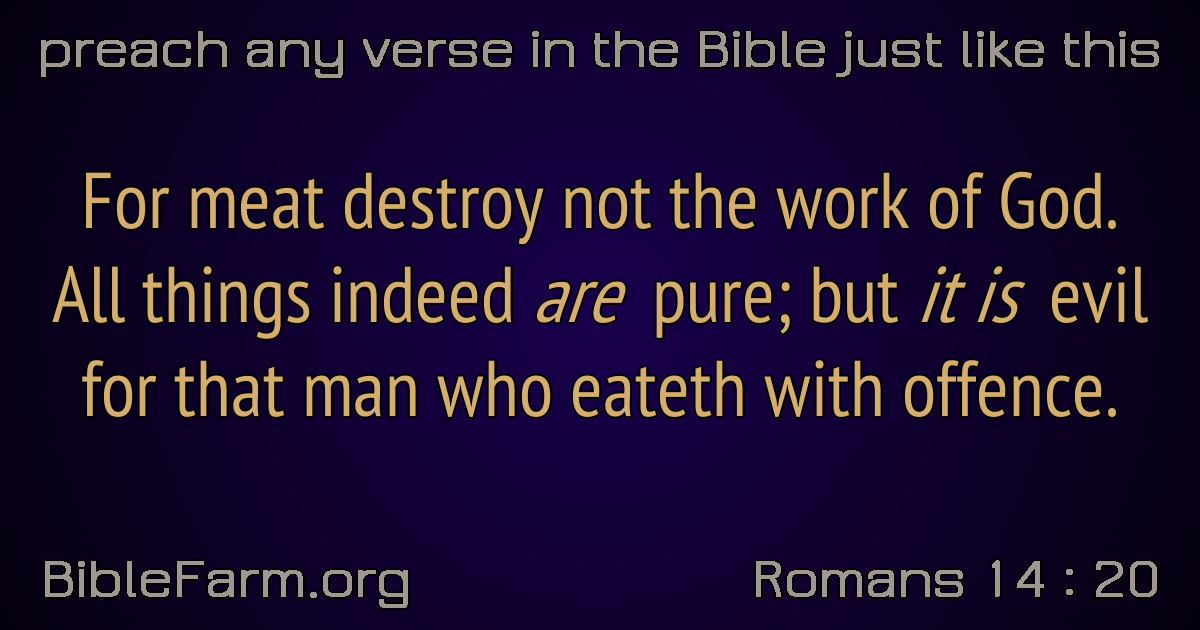 preach any verse in the Bible just like this
For meat destroy not the work of God.
All things indeed are pure; but it is evil
for that man who eateth with offence.
BibleFarm.org
Romans 14 : 20